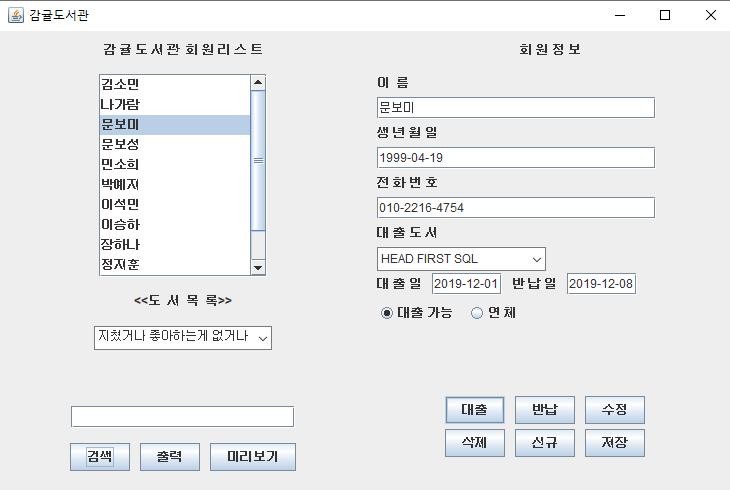 감귤도서관
감귤도서관 회원리스트
김소민
나가람
문보미
문보성
민소희
박예지
이석민
이승하
장하나
정지훈
<<도 서 목 록>>
지쳤거나 좋아하는게 없거나
검색
출력
미리보기
회원정보
이 름
문보미
생년월일
1999-04-19
전화번호
010-2216-4754
대출도서
HEAD FIRST SQL
대출일 2019-12-01 반납일 2019-12-08
대출가능 연체
대출 반납 수정
삭제 신규 저장